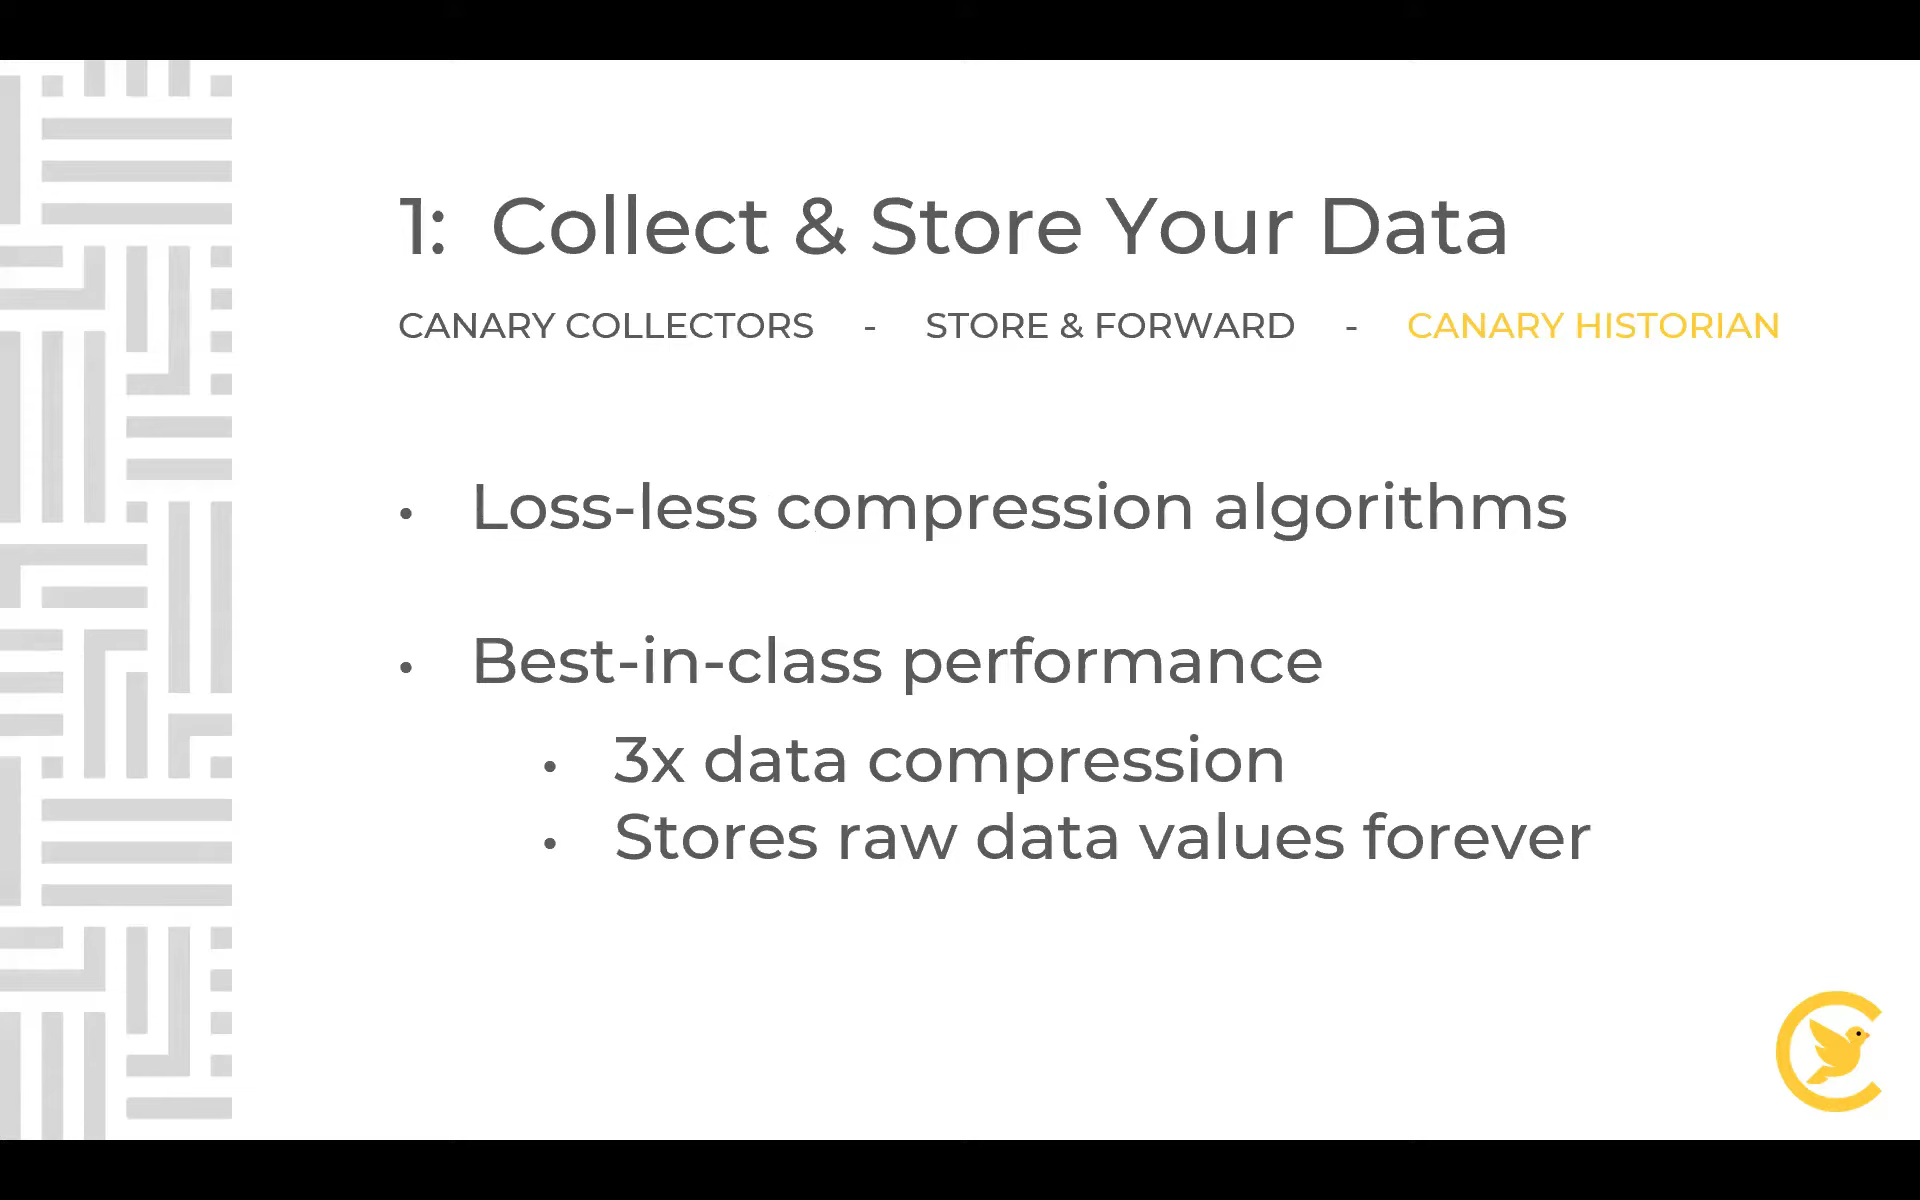 1: Collect & Store Your Data
CANARY COLLECTORS - STORE & FORWARD - CANARY HISTORIAN
• Loss-less compression algorithms
• Best-in-class performance
• 3x data compression
• Stores raw data values forever